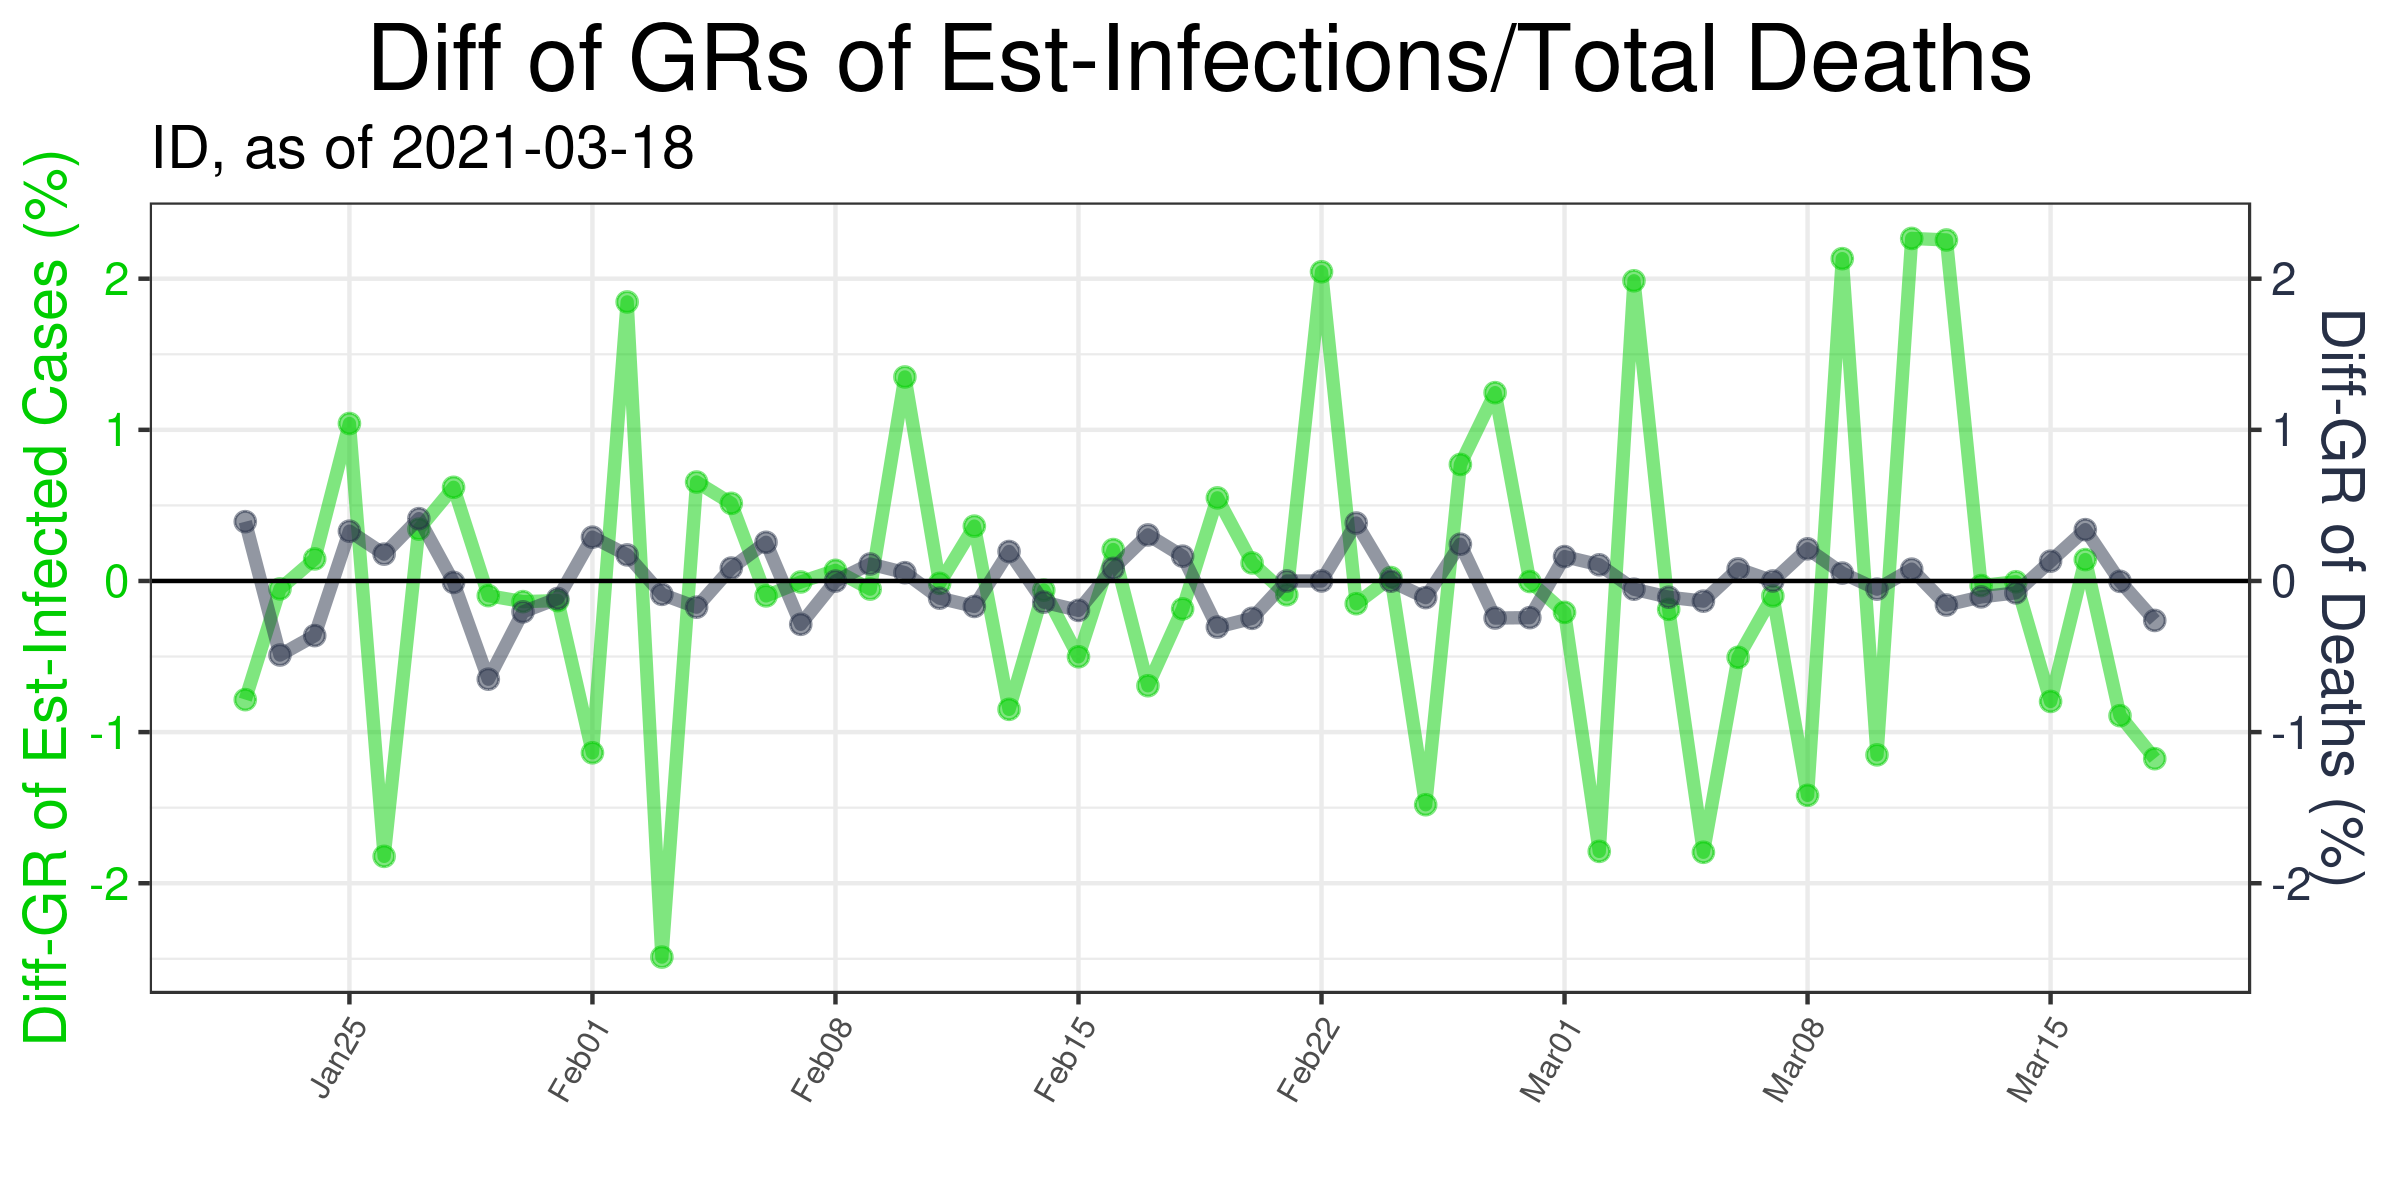 Diff of GRs of Est-Infections/Total Deaths
ID, as of 2021-03-18
Diff-GR of Est-Infected Cases (%)
2
1
0
-1
-2
2
1
0
-1
-2
Diff-GR of Deaths (%)
Jan25
Feb01
Feb08
Feb15
Feb22
Mar01
Mar08
Mar15